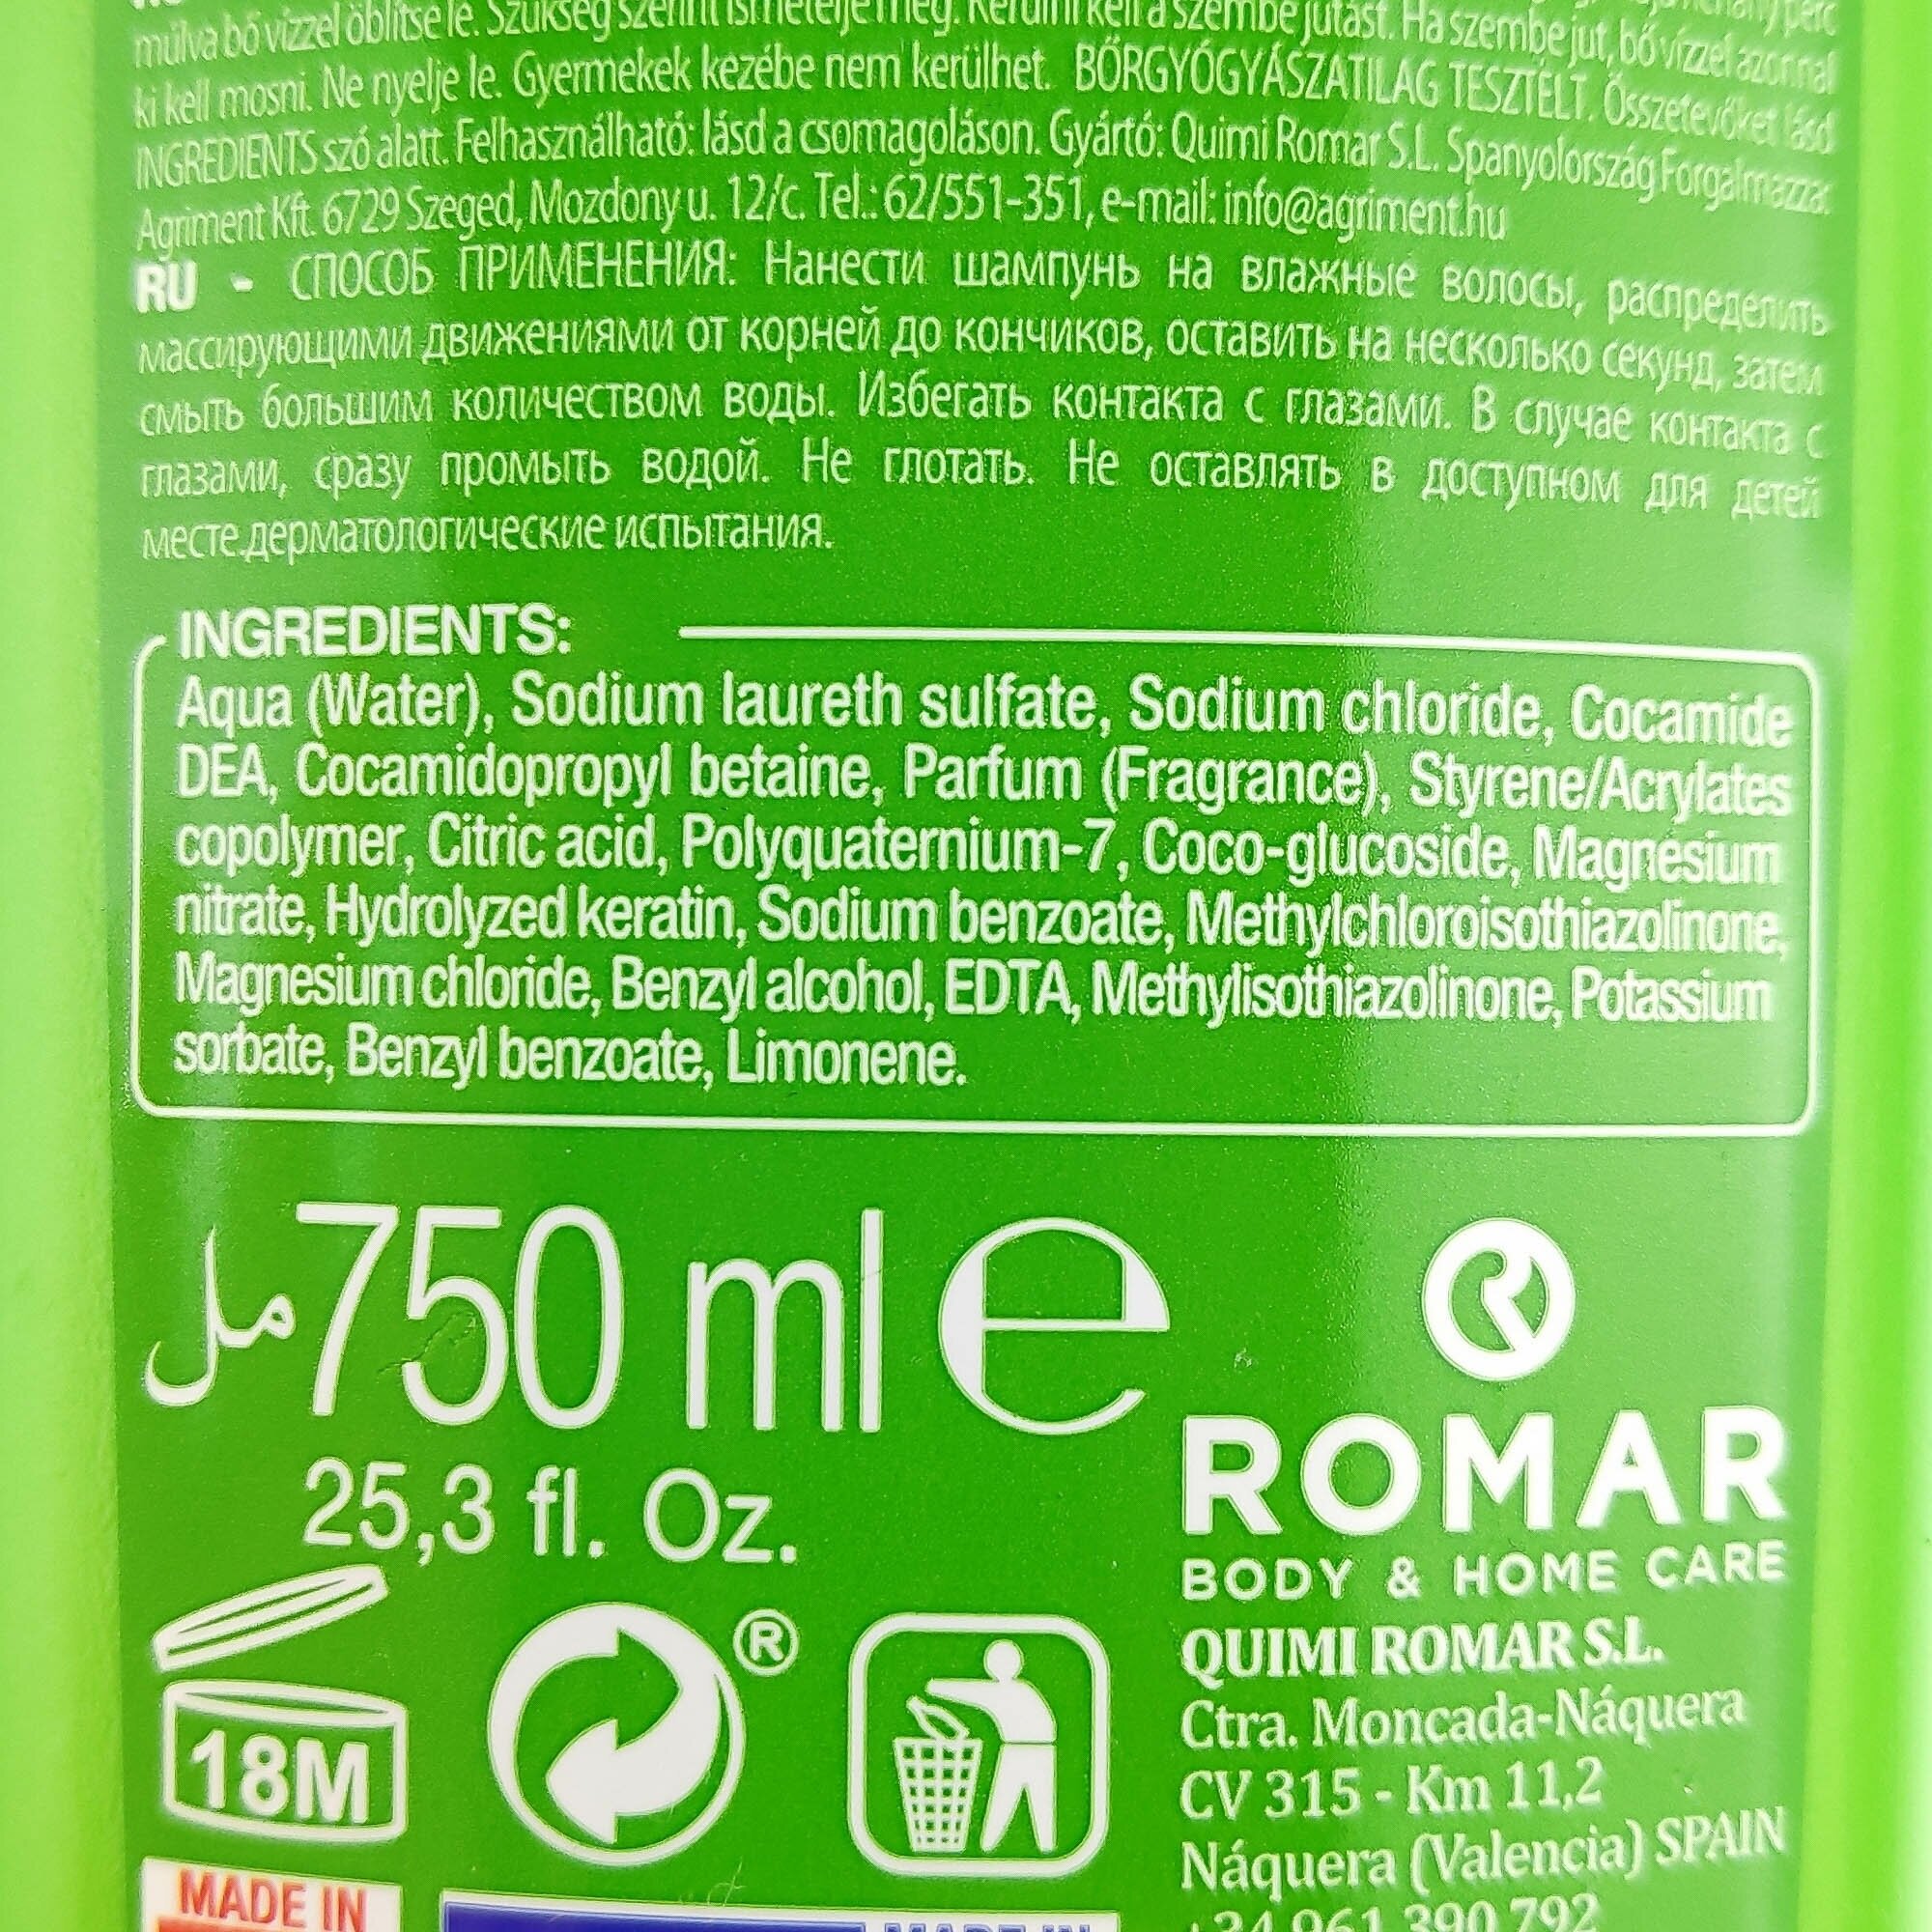 múlva bő vízzel öblítse le. Szükség szerint ismételje meg. Kerülni kell a szembe jutást. Ha szembe jut, bő vízzel azonnal
ki kell mosni. Ne nyelje le. Gyermekek kezébe nem kerülhet. BŐRGYÓGYÁSZATILAG TESZTELT. Összetevőket lásd
INGREDIENTS szó alatt. Felhasználható: lásd a csomagoláson. Gyártó: Quimi Romar S.L. Spanyolország Forgalmazza:
Agriment Kft. 6729 Szeged, Mozdony u. 12/c. Tel.: 62/551-351, e-mail: info@agriment.hu
RU - СПОСОБ ПРИМЕНЕНИЯ: Нанести шампунь на влажные волосы, распределить
массирующими движениями от корней до кончиков, оставить на несколько секунд, затем
смыть большим количеством воды. Избегать контакта с глазами. В случае контакта с
глазами, сразу промыть водой. Не глотать. Не оставлять в доступном для детей
месте.дерматологические испытания.
INGREDIENTS:
Aqua (Water), Sodium laureth sulfate, Sodium chloride, Cocamide
DEA, Cocamidopropyl betaine, Parfum (Fragrance), Styrene/Acrylates
copolymer, Citric acid, Polyquaternium-7, Coco-glucoside, Magnesium
nitrate, Hydrolyzed keratin, Sodium benzoate, Methylchloroisothiazolinone,
Magnesium chloride, Benzyl alcohol, EDTA, Methylisothiazolinone, Potassium
sorbate, Benzyl benzoate, Limonene.
مل 750 ml e
25,3 fl. Oz.
ROMAR
BODY & HOME CARE
QUIMI ROMAR S.L.
Ctra. Moncada-Náquera
CV 315 - Km 11,2
Náquera (Valencia) SPAIN
+34 961 390 792
®
18M
MADE IN
MADE IN